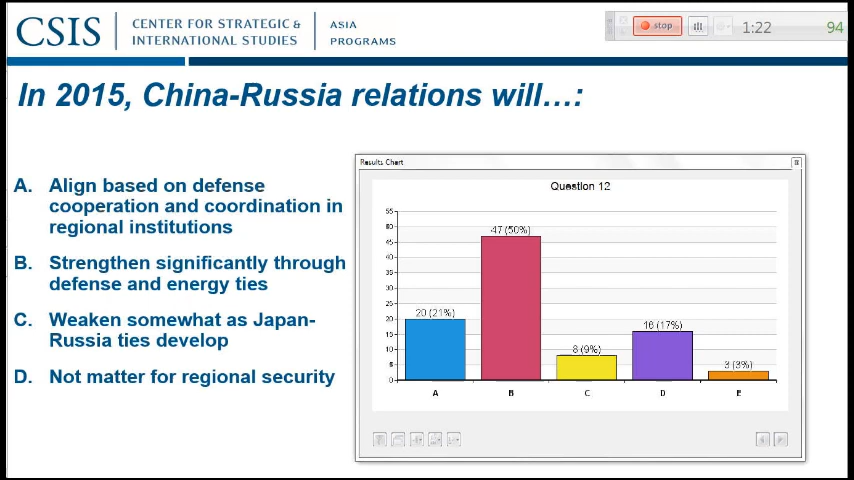 CSIS
CENTER FOR STRATEGIC &
INTERNATIONAL STUDIES
ASIA
PROGRAMS
stop
1:22
94
In 2015, China-Russia relations will…:
A. Align based on defense
cooperation and coordination in
regional institutions
B. Strengthen significantly through
defense and energy ties
C. Weaken somewhat as Japan-
Russia ties develop
D. Not matter for regional security
Results Chart
Question 12
55
50
45
40
35
30
25
20
15
10
5
0
20 (21%)
47 (50%)
8 (9%)
16 (17%)
3 (3%)
A B C D E